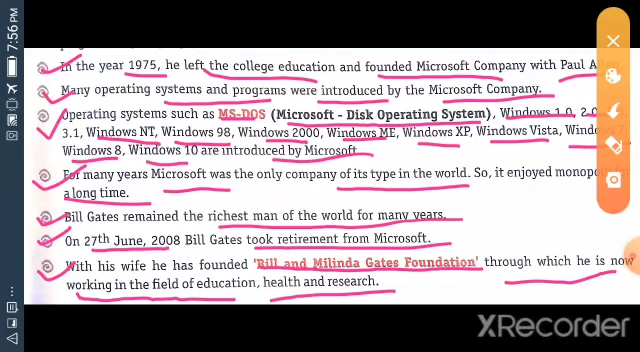 7:56 PM
In the year 1975, he left the college education and founded Microsoft Company with Paul
Many operating systems and programs were introduced by the Microsoft Company.
Operating systems such as MS-DOS (Microsoft - Disk Operating System), Windows 1.0,
3.1, Windows NT, Windows 98, Windows 2000, Windows ME, Windows XP, Windows Vista,
Windows 8, Windows 10 are introduced by Microsoft.
For many years Microsoft was the only company of its type in the world. So, it enjoyed
a long time.
Bill Gates remained the richest man of the world for many years.
On 27th June, 2008 Bill Gates took retirement from Microsoft.
With his wife he has founded 'Bill and Milinda Gates Foundation' through which he is now
working in the field of education, health and research.
XRecorder